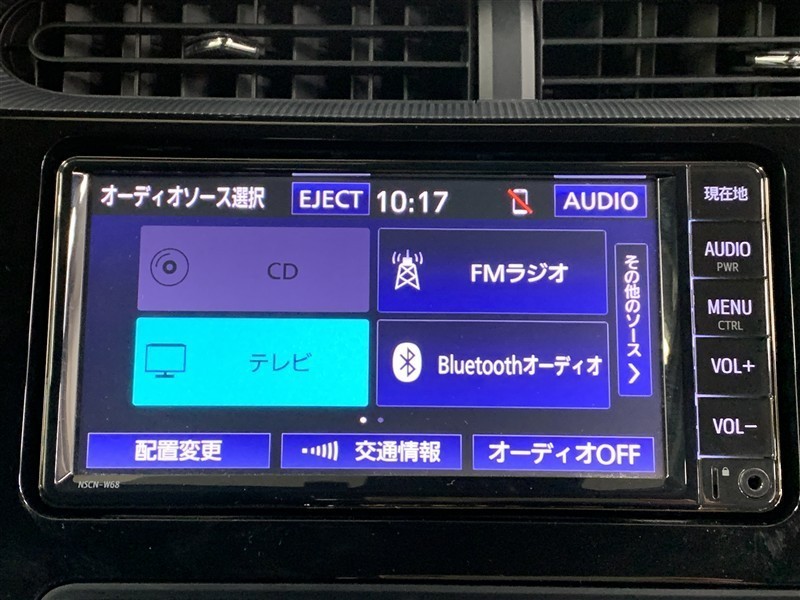 オーディオソース選択 EJECT 10:17 AUDIO
CD
FMラジオ
テレビ
Bluetoothオーディオ
その他のソース
配置変更
交通情報
オーディオOFF
現在地
AUDIO
PWR
MENU
CTRL
VOL+
VOL−
NSCN-W68